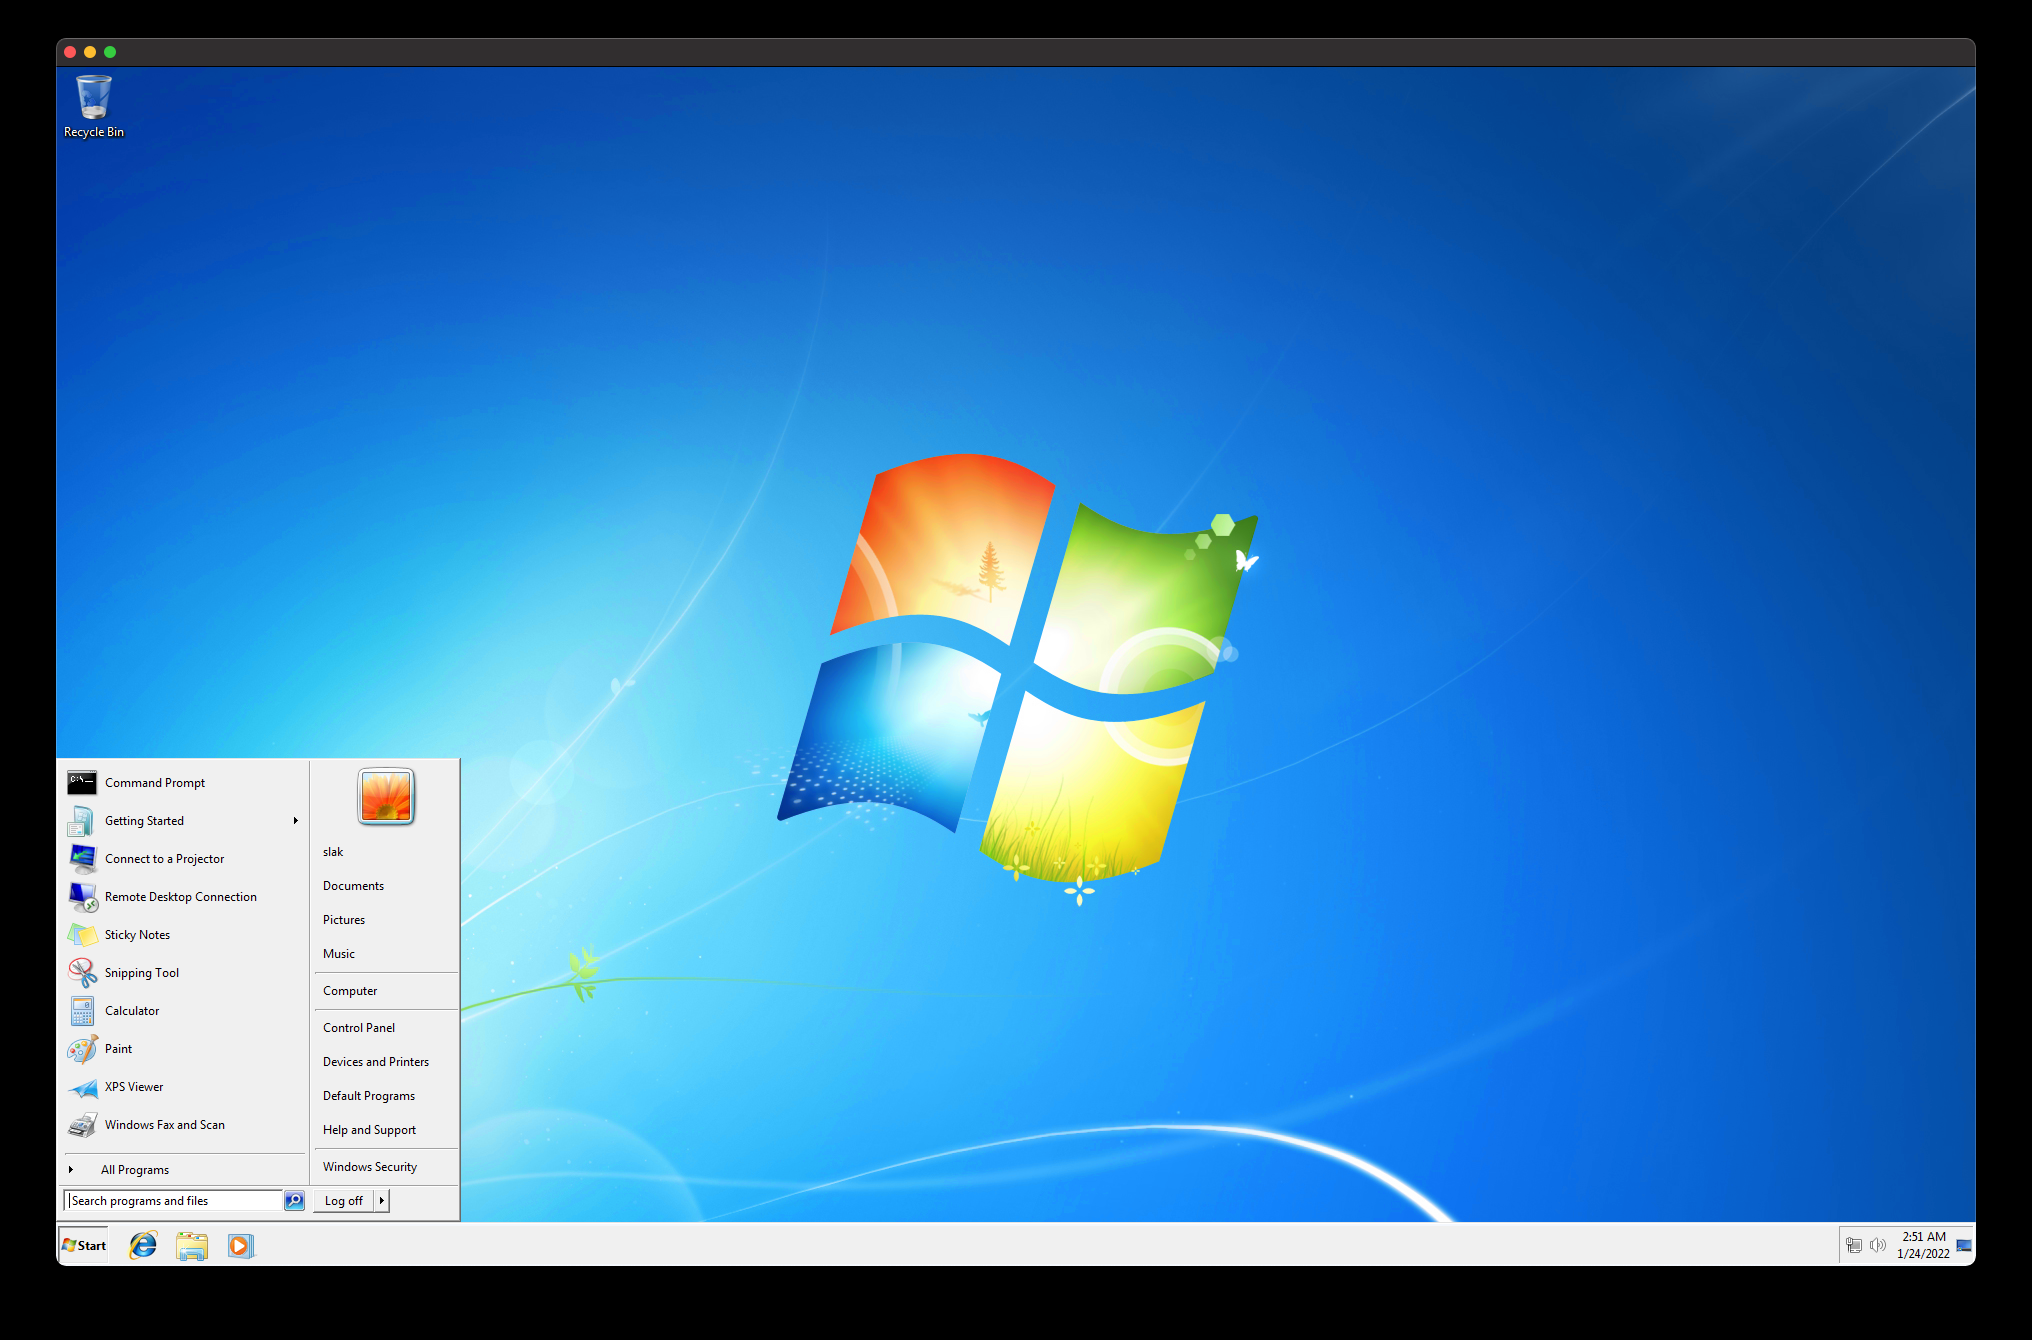 Recycle Bin
C:\
Command Prompt
Getting Started
Connect to a Projector
Remote Desktop Connection
Sticky Notes
Snipping Tool
Calculator
Paint
XPS Viewer
Windows Fax and Scan
All Programs
Search programs and files
slak
Documents
Pictures
Music
Computer
Control Panel
Devices and Printers
Default Programs
Help and Support
Windows Security
Log off
Start
2:51 AM
1/24/2022